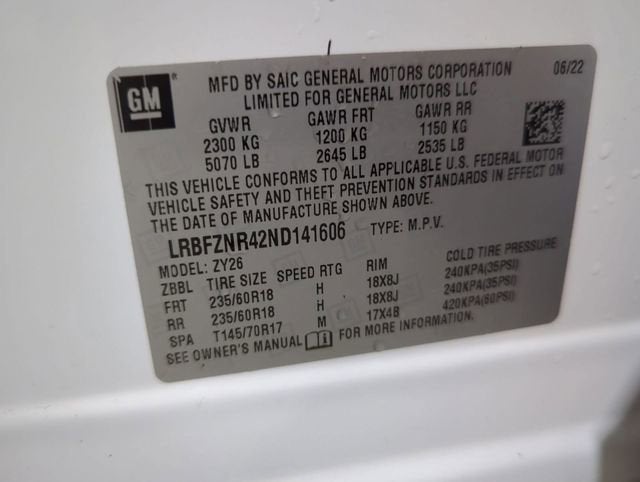 GM
MFD BY SAIC GENERAL MOTORS CORPORATION 06/22
LIMITED FOR GENERAL MOTORS LLC
GVWR GAWR FRT GAWR RR
2300 KG 1200 KG 1150 KG
5070 LB 2645 LB 2535 LB
THIS VEHICLE CONFORMS TO ALL APPLICABLE U.S. FEDERAL MOTOR
VEHICLE SAFETY AND THEFT PREVENTION STANDARDS IN EFFECT ON
THE DATE OF MANUFACTURE SHOWN ABOVE.
LRBFZNR42ND141606 TYPE: M.P.V.
MODEL: ZY26
ZBBL TIRE SIZE SPEED RTG RIM COLD TIRE PRESSURE
FRT 235/60R18 H 18X8J 240KPA(35PSI)
RR 235/60R18 H 18X8J 240KPA(35PSI)
SPA T145/70R17 M 17X4B 420KPA(60PSI)
SEE OWNER'S MANUAL FOR MORE INFORMATION.